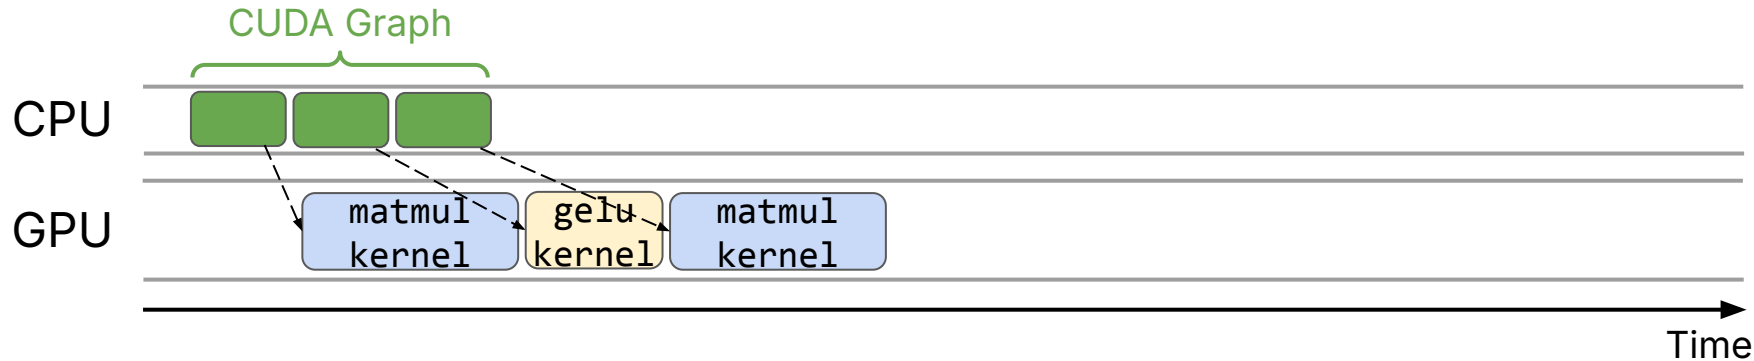 CUDA Graph
CPU
GPU
matmul
kernel
gelu
kernel
matmul
kernel
Time